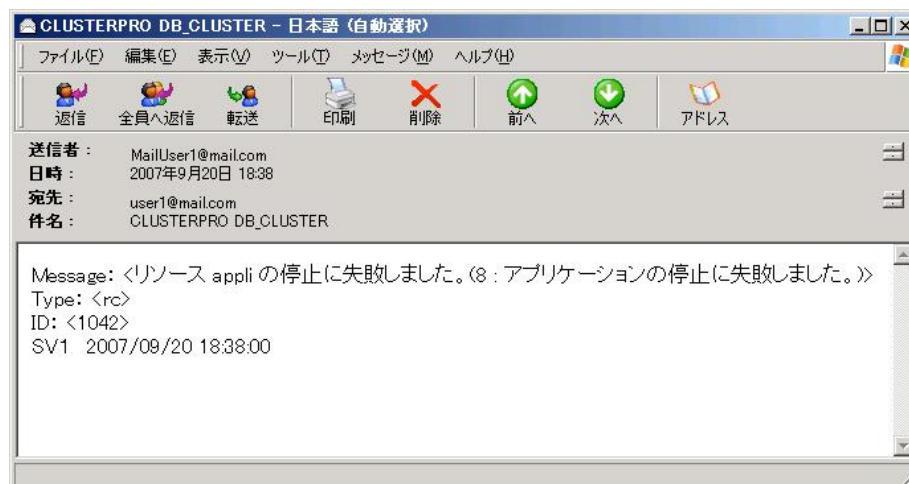 CLUSTERPRO DB_CLUSTER - 日本語 (自動選択)
ファイル(F) 編集(E) 表示(V) ツール(T) メッセージ(M) ヘルプ(H)
返信 全員へ返信 転送 印刷 削除 前へ 次へ アドレス
送信者: MailUser1@mail.com
日時: 2007年9月20日 18:38
宛先: user1@mail.com
件名: CLUSTERPRO DB_CLUSTER
Message: <リソース appli の停止に失敗しました。(8 : アプリケーションの停止に失敗しました。)>
Type: <rc>
ID: <1042>
SV1 2007/09/20 18:38:00